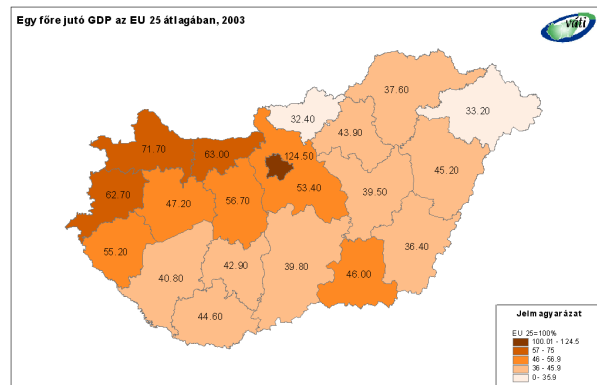 Egy főre jutó GDP az EU 25 átlagában, 2003
váti
37.60
33.20
32.40
43.90
71.70
63.00
124.50
45.20
62.70
47.20
56.70
53.40
39.50
55.20
36.40
40.80
42.90
39.80
46.00
44.60
Jelmagyarázat
EU 25=100%
100.01 - 124.5
57 - 75
46 - 56.9
36 - 45.9
0 - 35.9